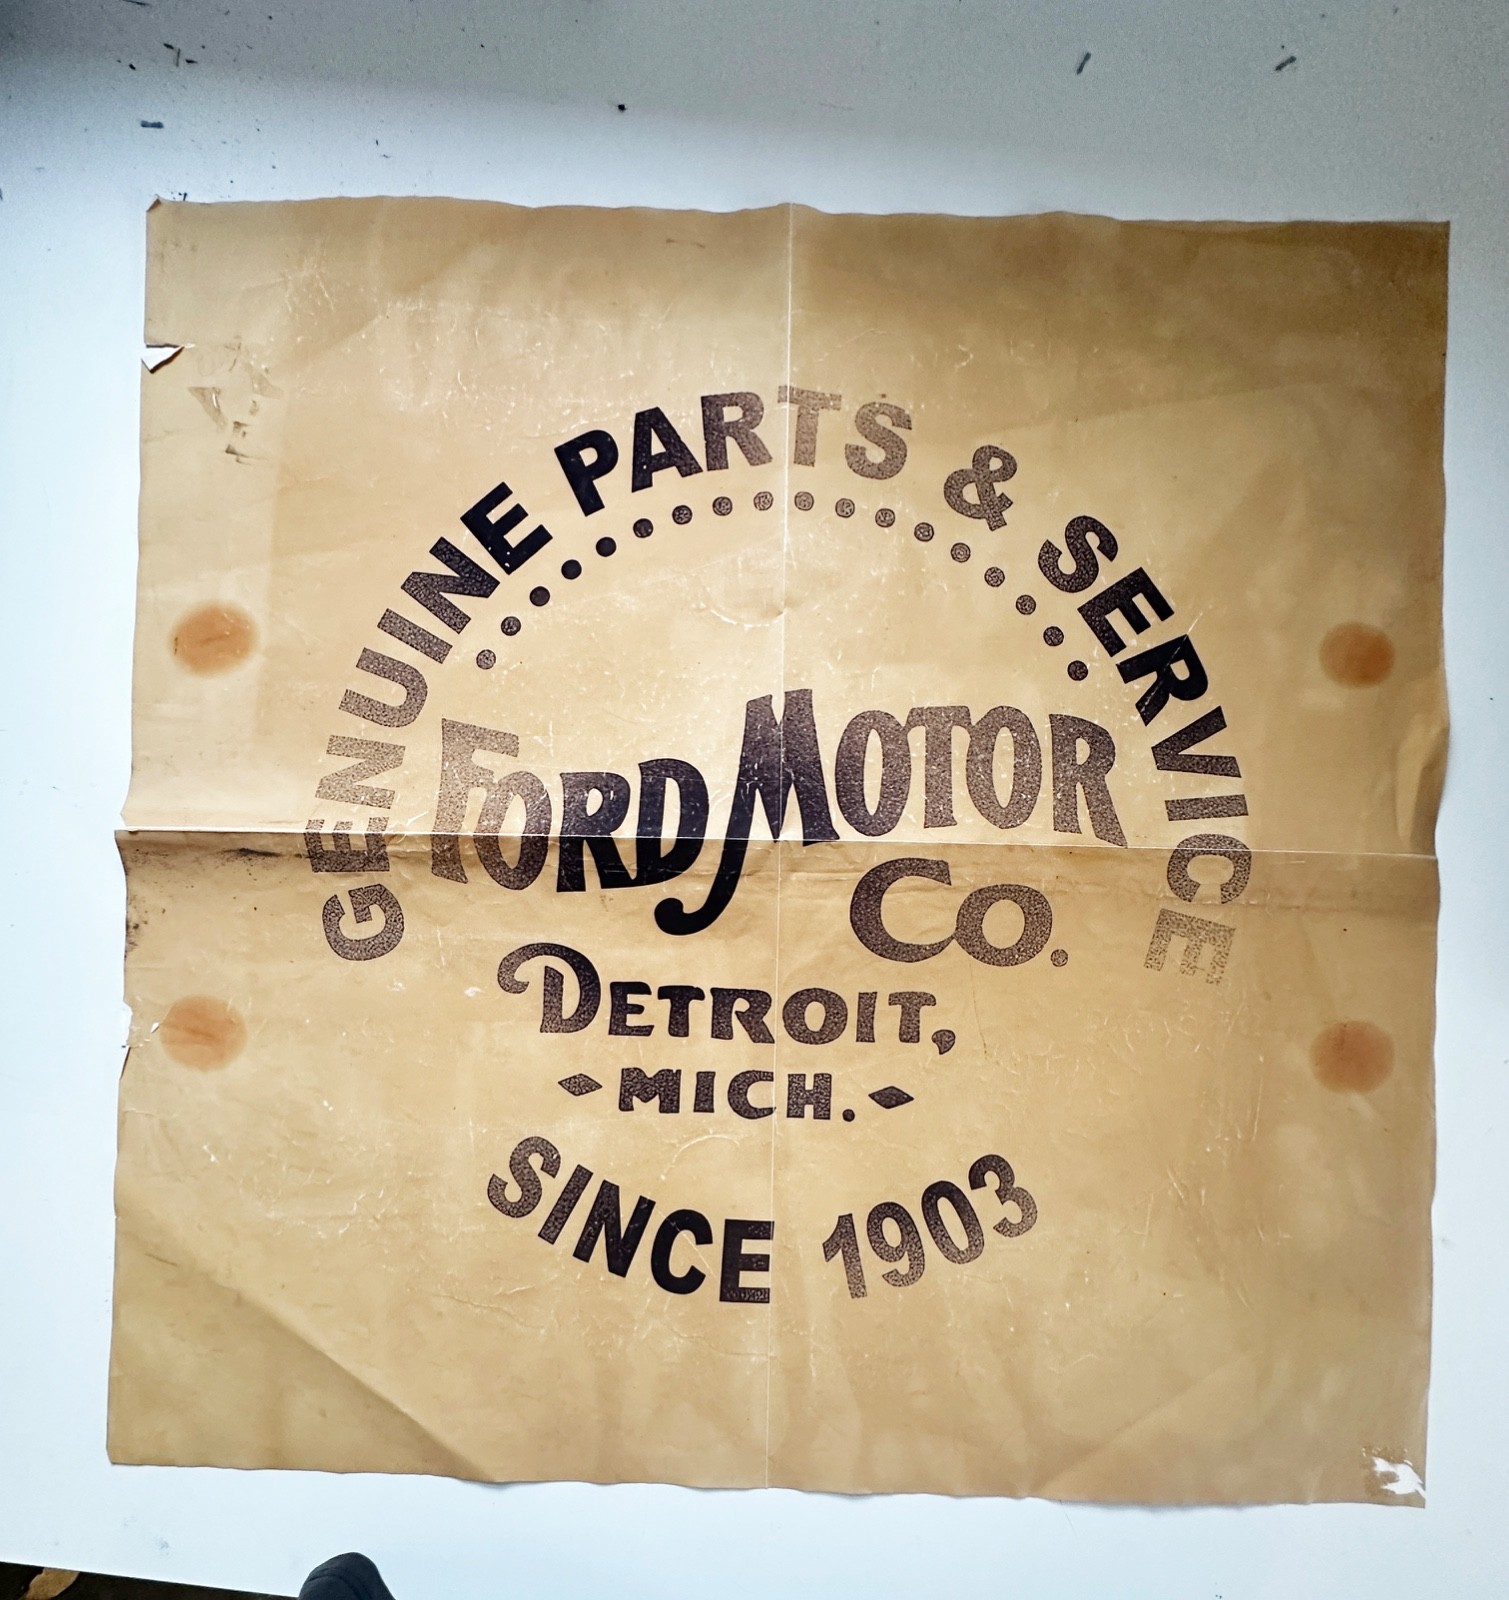 GENUINE PARTS & SERVICE
FORD MOTOR
CO.
DETROIT,
-MICH.-
SINCE 1903